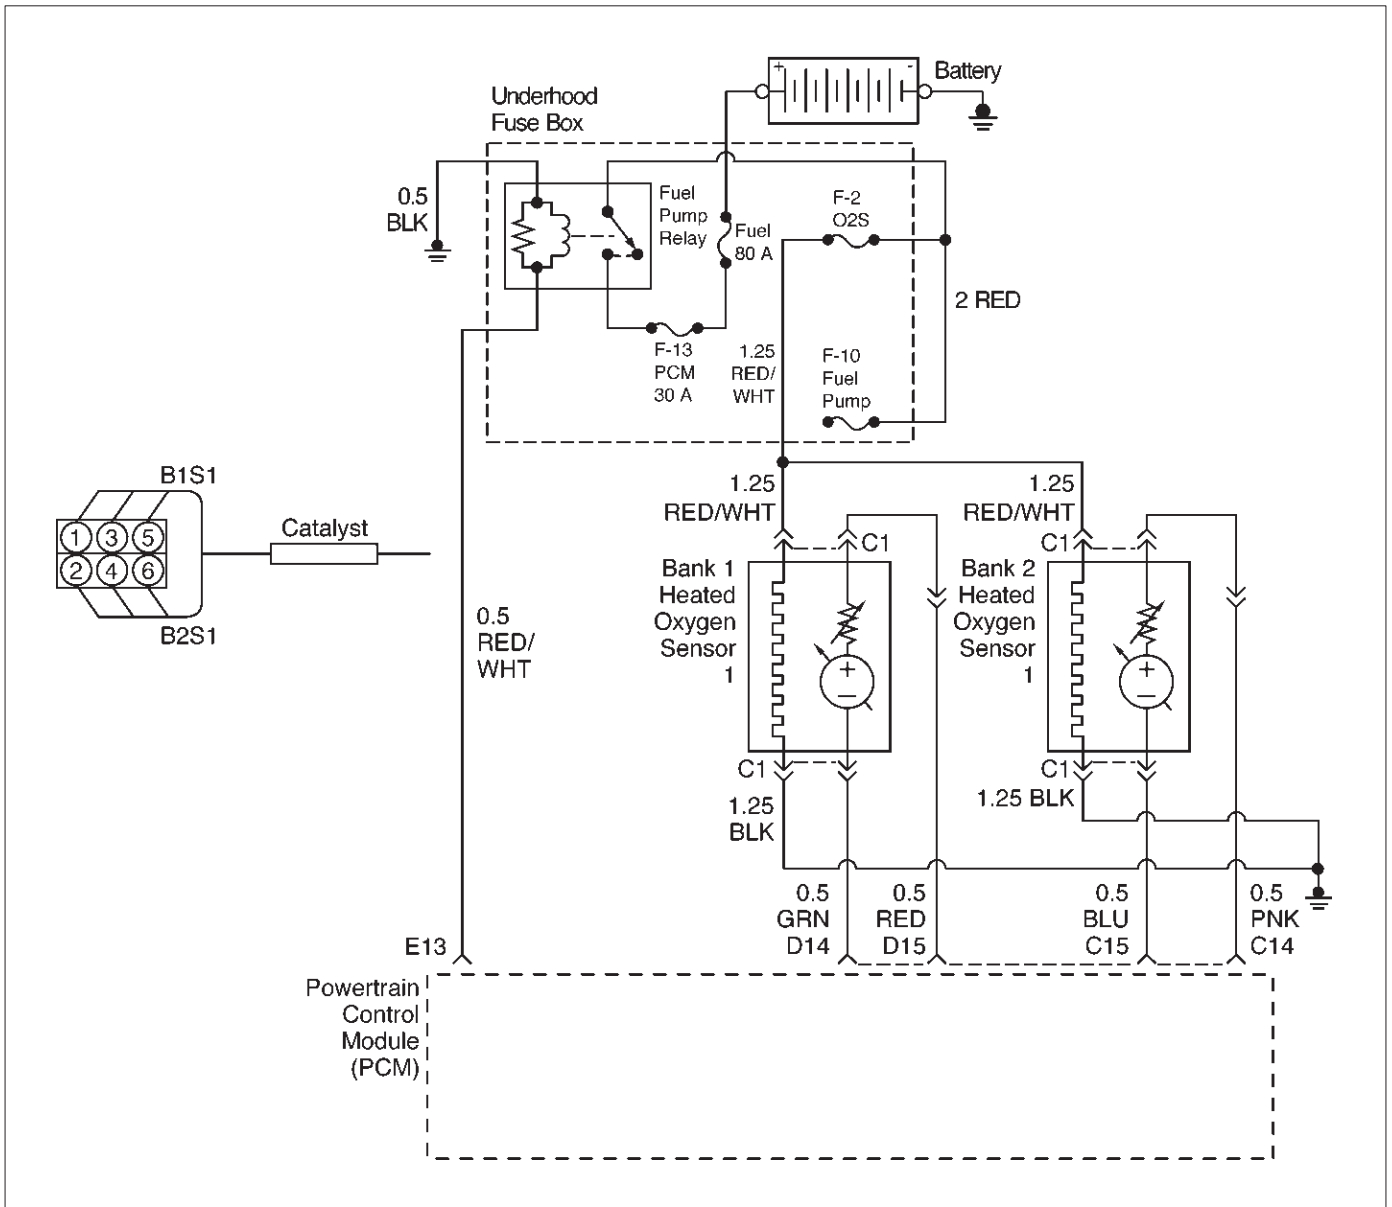 Battery
+ -
Underhood
Fuse Box
0.5
BLK
Fuel
Pump
Relay
Fuel
80 A
F-2
O2S
2 RED
F-13
PCM
30 A
1.25
RED/
WHT
F-10
Fuel
Pump
B1S1
1 3 5
2 4 6
B2S1
Catalyst
0.5
RED/
WHT
1.25
RED/WHT
1.25
RED/WHT
C1
C1
Bank 1
Heated
Oxygen
Sensor
1
+
−
Bank 2
Heated
Oxygen
Sensor
1
+
−
C1
C1
1.25
BLK
1.25 BLK
0.5
GRN
D14
0.5
RED
D15
0.5
BLU
C15
0.5
PNK
C14
E13
Powertrain
Control
Module
(PCM)